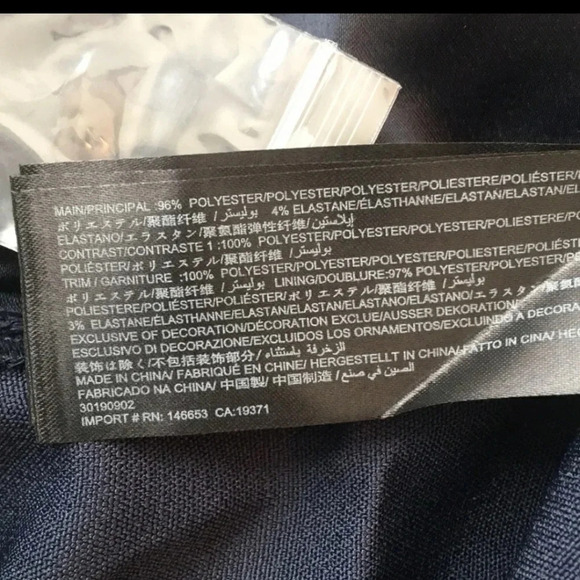 MAIN/PRINCIPAL :96% POLYESTER/POLYESTER/POLYESTER/POLIESTERE/POLIÉSTER/
ポリエステル/聚酯纤维 / بوليستر 4% ELASTANE/ÉLASTHANNE/ELASTAN/ELASTAN/
ELASTANO/エラスタン/聚氨酯弹性纤维/إيلاستين
CONTRAST/CONTRASTE 1 :100% POLYESTER/POLYESTER/POLYESTER/POLIESTERE/
POLIÉSTER/ポリエステル/聚酯纤维 / بوليستر
TRIM / GARNITURE :100% POLYESTER/POLYESTER/POLYESTER/POLIESTERE/POLIÉSTER/
ポリエステル/聚酯纤维 / بوليستر LINING/DOUBLURE:97% POLYESTER/
POLYESTER/POLYESTER/POLIESTERE/POLIÉSTER/ポリエステル/聚酯纤维 / بوليستر
3% ELASTANE/ÉLASTHANNE/ELASTAN/ELASTAN/ELASTANO/エラスタン/聚氨酯
EXCLUSIVE OF DECORATION/DÉCORATION EXCLUE/AUSSER DEKORATION/
ESCLUSIVO DI DECORAZIONE/EXCLUIDOS LOS ORNAMENTOS/EXCLUINDO A
装饰は除く/不包括装饰部分/ الزخرفة باستثناء
MADE IN CHINA/ FABRIQUÉ EN CHINE/ HERGESTELLT IN CHINA/ FATTO IN CINA/
FABRICADO NA CHINA/ 中国製/ 中国制造 / الصين في صنع
30190902
IMPORT # RN: 146653 CA:19371